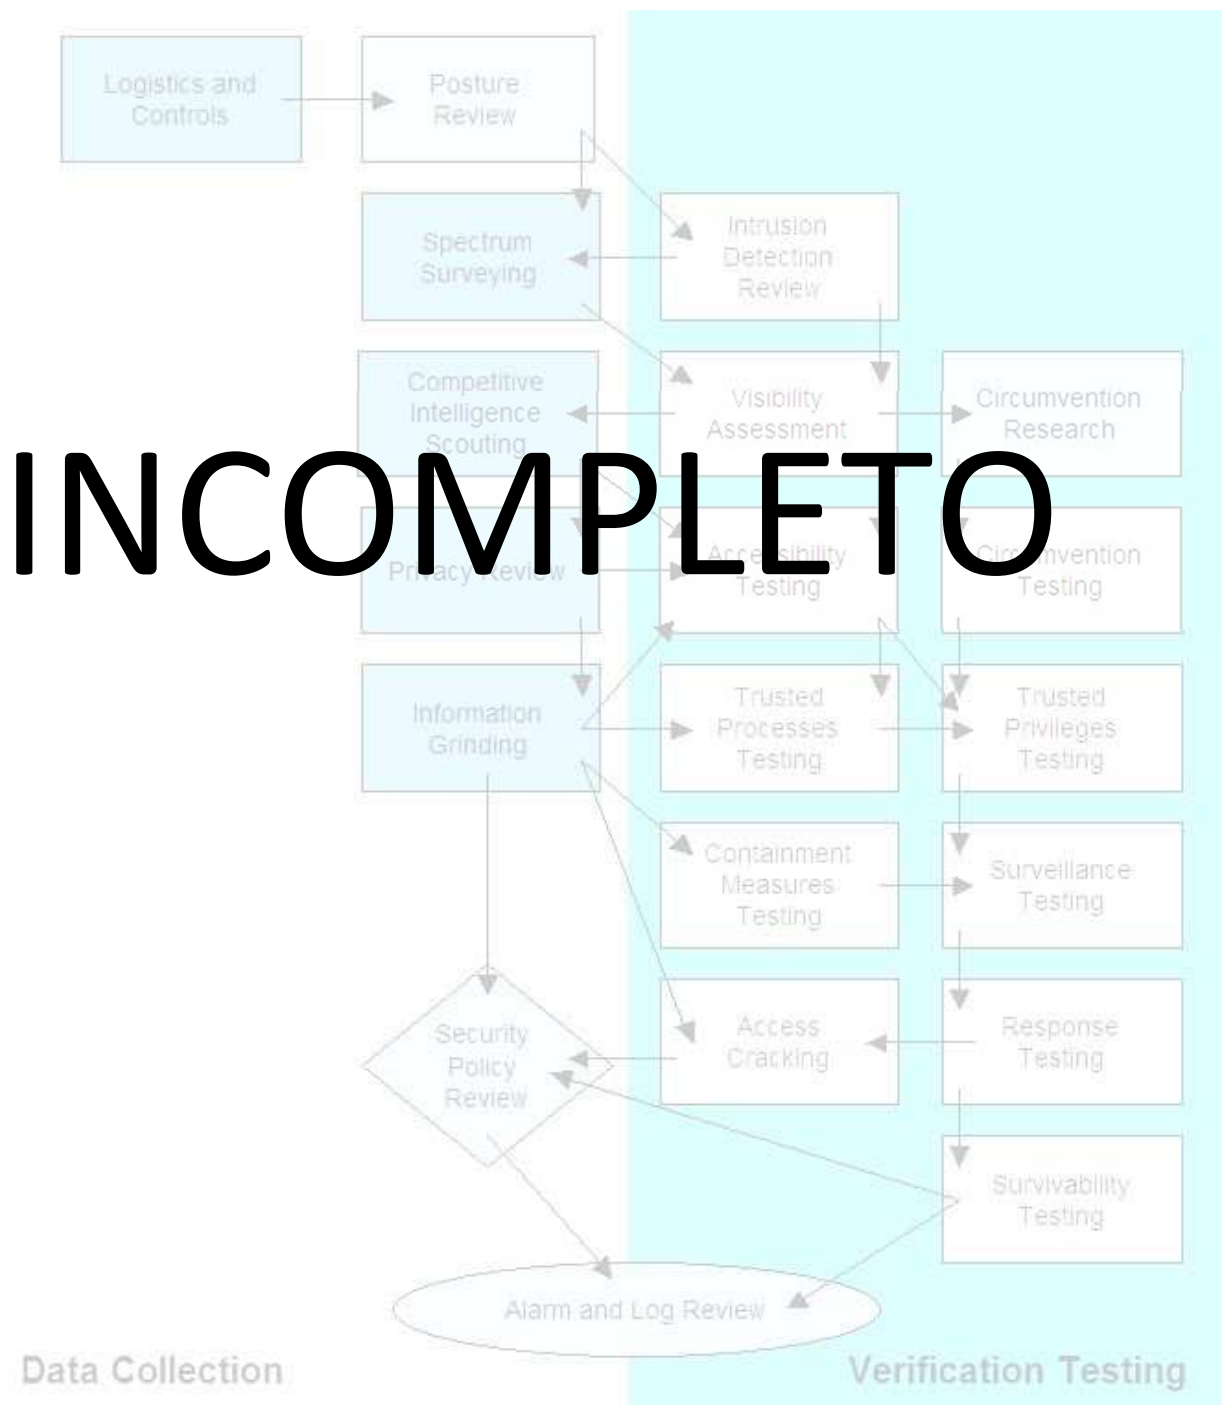 Logistics and
Controls
Posture
Review
Spectrum
Surveying
Intrusion
Detection
Review
Competitive
Intelligence
Scouting
Visibility
Assessment
Circumvention
Research
INCOMPLETO
Privacy Review
Accessibility
Testing
Circumvention
Testing
Information
Grinding
Trusted
Processes
Testing
Trusted
Privileges
Testing
Containment
Measures
Testing
Surveillance
Testing
Security
Policy
Review
Access
Cracking
Response
Testing
Survivability
Testing
Alarm and Log Review
Data Collection
Verification Testing